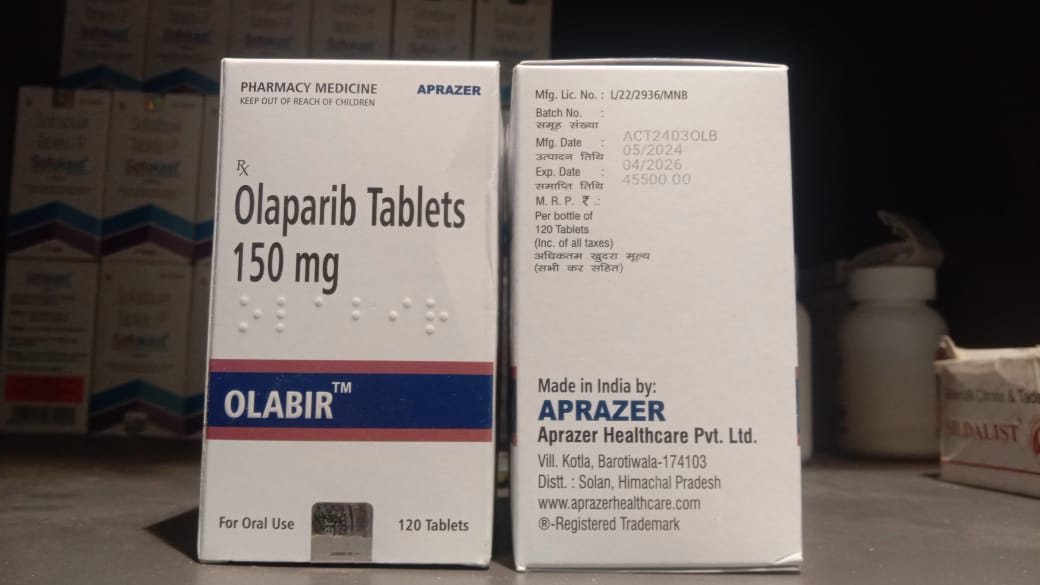 PHARMACY MEDICINE
KEEP OUT OF REACH OF CHILDREN
APRAZER
Rx
Olaparib Tablets
150 mg
OLABIR™
For Oral Use
120 Tablets
Mfg. Lic. No. : L/22/2936/MNB
Batch No. :
समूह संख्या
ACT2403OLB
Mfg. Date :
05/2024
उत्पादन तिथि
04/2026
Exp. Date :
45500 00
समाप्ति तिथि
M. R. P. ₹ .:
Per bottle of
120 Tablets
(Inc. of all taxes)
अधिकतम खुदरा मूल्य
(सभी कर सहित)
Made in India by:
APRAZER
Aprazer Healthcare Pvt. Ltd.
Vill. Kotla, Barotiwala-174103
Distt. : Solan, Himachal Pradesh
www.aprazerhealthcare.com
®-Registered Trademark